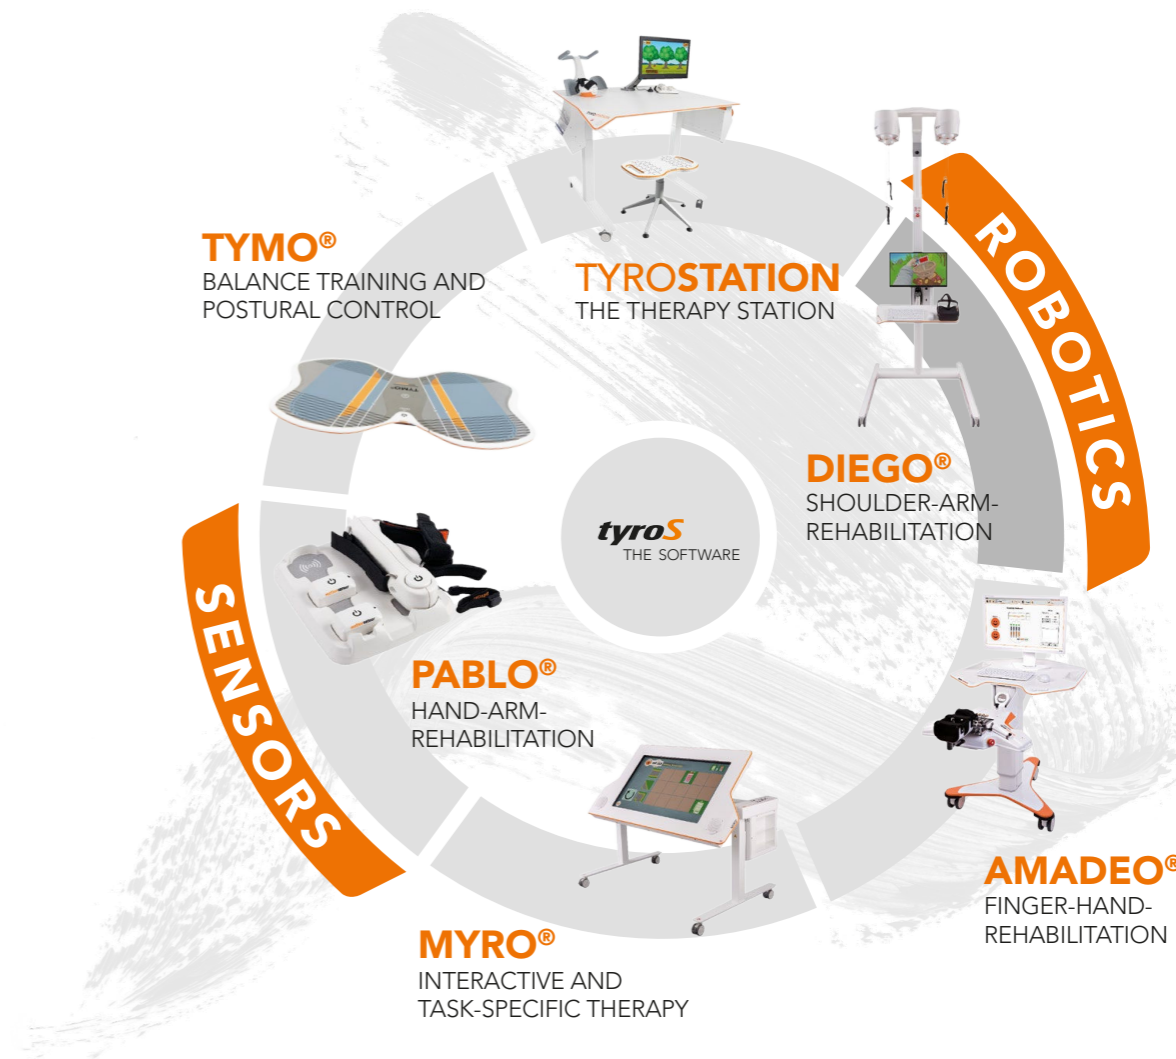 TYMO®
BALANCE TRAINING AND
POSTURAL CONTROL
TYROSTATION
THE THERAPY STATION
ROBOTICS
DIEGO®
SHOULDER-ARM-
REHABILITATION
tyroS
THE SOFTWARE
SENSORS
PABLO®
HAND-ARM-
REHABILITATION
AMADEO®
FINGER-HAND-
REHABILITATION
MYRO®
INTERACTIVE AND
TASK-SPECIFIC THERAPY
TYMO®